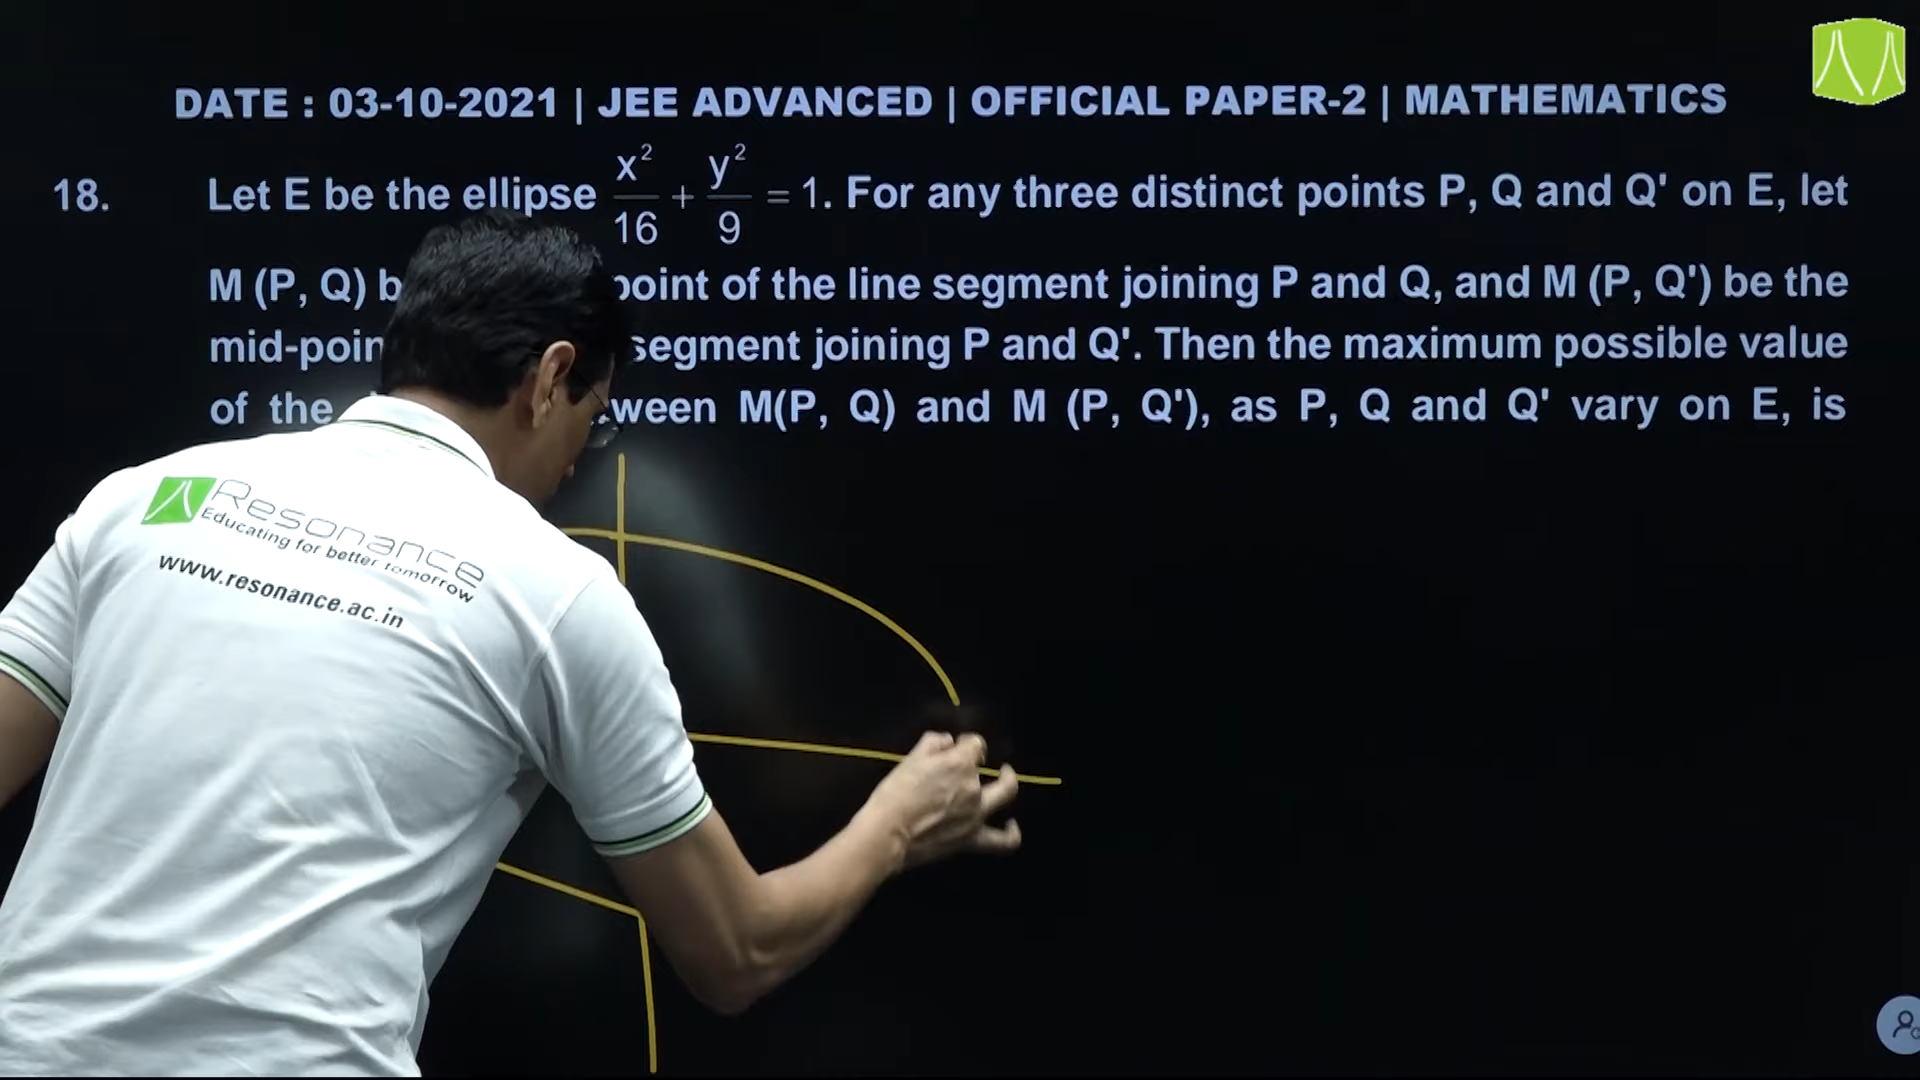 DATE : 03-10-2021 | JEE ADVANCED | OFFICIAL PAPER-2 | MATHEMATICS
18. Let E be the ellipse x²/16 + y²/9 = 1. For any three distinct points P, Q and Q' on E, let
M (P, Q) b point of the line segment joining P and Q, and M (P, Q') be the
mid-poin segment joining P and Q'. Then the maximum possible value
of the ween M(P, Q) and M (P, Q'), as P, Q and Q' vary on E, is
Resonance
Educating for better tomorrow
www.resonance.ac.in